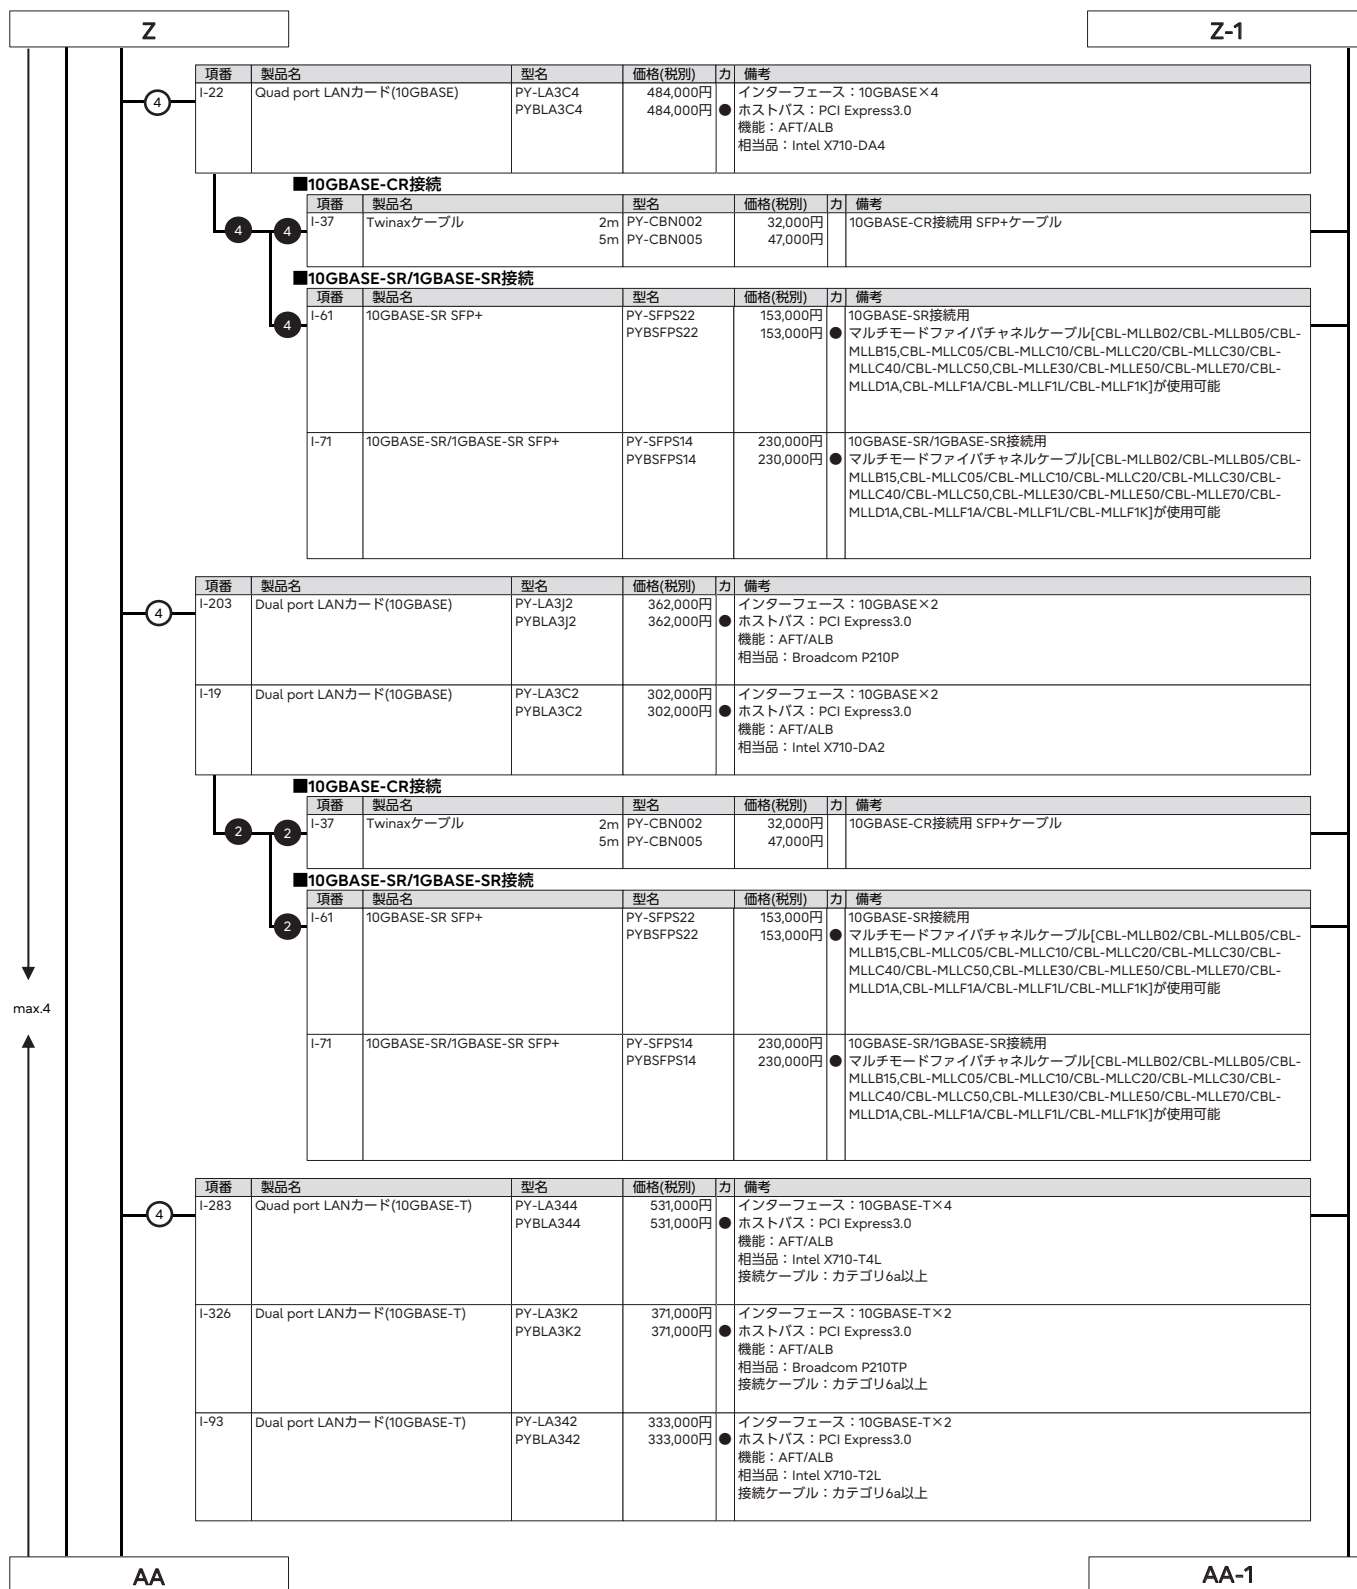 Z
Z-1
項番 製品名 型名 価格(税別) カ 備考
④
I-22 Quad port LANカード(10GBASE) PY-LA3C4 484,000円 インターフェース：10GBASE×4
PYBLA3C4 484,000円 ● ホストバス：PCI Express3.0
機能：AFT/ALB
相当品：Intel X710-DA4
■10GBASE-CR接続
項番 製品名 型名 価格(税別) カ 備考
4 4
I-37 Twinaxケーブル 2m PY-CBN002 32,000円 10GBASE-CR接続用 SFP+ケーブル
5m PY-CBN005 47,000円
■10GBASE-SR/1GBASE-SR接続
項番 製品名 型名 価格(税別) カ 備考
4
I-61 10GBASE-SR SFP+ PY-SFPS22 153,000円 10GBASE-SR接続用
PYBSFPS22 153,000円 ● マルチモードファイバチャネルケーブル[CBL-MLLB02/CBL-MLLB05/CBL-
MLLB15,CBL-MLLC05/CBL-MLLC10/CBL-MLLC20/CBL-MLLC30/CBL-
MLLC40/CBL-MLLC50,CBL-MLLE30/CBL-MLLE50/CBL-MLLE70/CBL-
MLLD1A,CBL-MLLF1A/CBL-MLLF1L/CBL-MLLF1K]が使用可能
I-71 10GBASE-SR/1GBASE-SR SFP+ PY-SFPS14 230,000円 10GBASE-SR/1GBASE-SR接続用
PYBSFPS14 230,000円 ● マルチモードファイバチャネルケーブル[CBL-MLLB02/CBL-MLLB05/CBL-
MLLB15,CBL-MLLC05/CBL-MLLC10/CBL-MLLC20/CBL-MLLC30/CBL-
MLLC40/CBL-MLLC50,CBL-MLLE30/CBL-MLLE50/CBL-MLLE70/CBL-
MLLD1A,CBL-MLLF1A/CBL-MLLF1L/CBL-MLLF1K]が使用可能
項番 製品名 型名 価格(税別) カ 備考
④
I-203 Dual port LANカード(10GBASE) PY-LA3J2 362,000円 インターフェース：10GBASE×2
PYBLA3J2 362,000円 ● ホストバス：PCI Express3.0
機能：AFT/ALB
相当品：Broadcom P210P
I-19 Dual port LANカード(10GBASE) PY-LA3C2 302,000円 インターフェース：10GBASE×2
PYBLA3C2 302,000円 ● ホストバス：PCI Express3.0
機能：AFT/ALB
相当品：Intel X710-DA2
■10GBASE-CR接続
項番 製品名 型名 価格(税別) カ 備考
2 2
I-37 Twinaxケーブル 2m PY-CBN002 32,000円 10GBASE-CR接続用 SFP+ケーブル
5m PY-CBN005 47,000円
■10GBASE-SR/1GBASE-SR接続
項番 製品名 型名 価格(税別) カ 備考
2
I-61 10GBASE-SR SFP+ PY-SFPS22 153,000円 10GBASE-SR接続用
PYBSFPS22 153,000円 ● マルチモードファイバチャネルケーブル[CBL-MLLB02/CBL-MLLB05/CBL-
MLLB15,CBL-MLLC05/CBL-MLLC10/CBL-MLLC20/CBL-MLLC30/CBL-
MLLC40/CBL-MLLC50,CBL-MLLE30/CBL-MLLE50/CBL-MLLE70/CBL-
MLLD1A,CBL-MLLF1A/CBL-MLLF1L/CBL-MLLF1K]が使用可能
max.4
I-71 10GBASE-SR/1GBASE-SR SFP+ PY-SFPS14 230,000円 10GBASE-SR/1GBASE-SR接続用
PYBSFPS14 230,000円 ● マルチモードファイバチャネルケーブル[CBL-MLLB02/CBL-MLLB05/CBL-
MLLB15,CBL-MLLC05/CBL-MLLC10/CBL-MLLC20/CBL-MLLC30/CBL-
MLLC40/CBL-MLLC50,CBL-MLLE30/CBL-MLLE50/CBL-MLLE70/CBL-
MLLD1A,CBL-MLLF1A/CBL-MLLF1L/CBL-MLLF1K]が使用可能
項番 製品名 型名 価格(税別) カ 備考
④
I-283 Quad port LANカード(10GBASE-T) PY-LA344 531,000円 インターフェース：10GBASE-T×4
PYBLA344 531,000円 ● ホストバス：PCI Express3.0
機能：AFT/ALB
相当品：Intel X710-T4L
接続ケーブル：カテゴリ6a以上
I-326 Dual port LANカード(10GBASE-T) PY-LA3K2 371,000円 インターフェース：10GBASE-T×2
PYBLA3K2 371,000円 ● ホストバス：PCI Express3.0
機能：AFT/ALB
相当品：Broadcom P210TP
接続ケーブル：カテゴリ6a以上
I-93 Dual port LANカード(10GBASE-T) PY-LA342 333,000円 インターフェース：10GBASE-T×2
PYBLA342 333,000円 ● ホストバス：PCI Express3.0
機能：AFT/ALB
相当品：Intel X710-T2L
接続ケーブル：カテゴリ6a以上
AA
AA-1